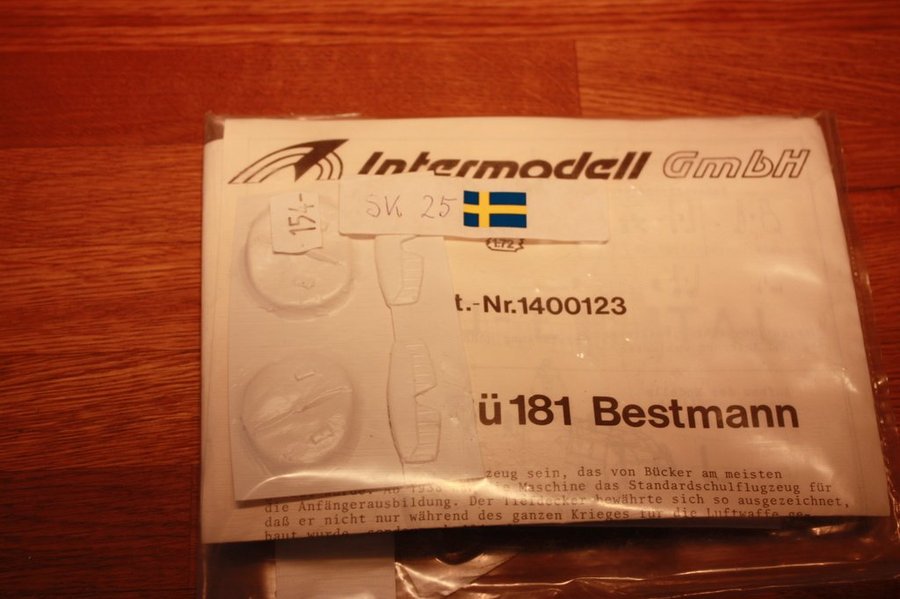 Intermodell GmbH
154-
SK 25
1:72
t.-Nr.1400123
ü 181 Bestmann
zeug sein, das von Bücker am meisten
Maschine das Standardschulflugzeug für
die Anfängerausbildung. Der Tiefdecker bewährte sich so ausgezeichnet,
daß er nicht nur während des ganzen Krieges für die Luftwaffe ge-
baut wurde, sondern